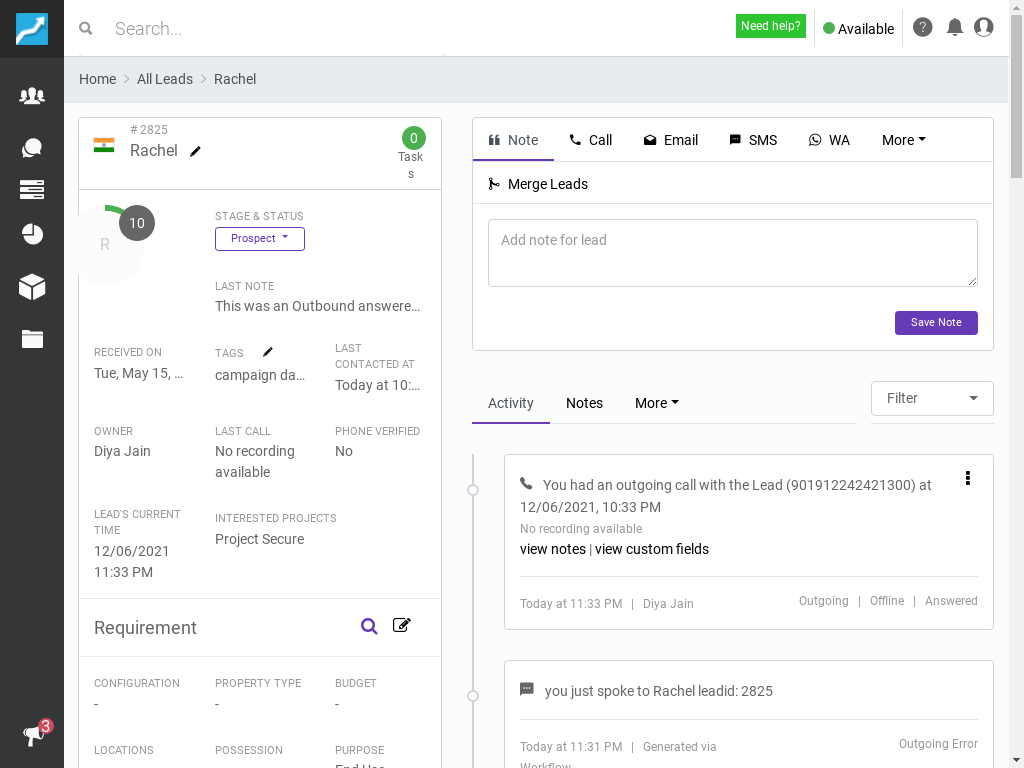 Search...
Need help?
Available
Home
All Leads
Rachel
# 2825
Rachel
0
Task
s
R
10
STAGE & STATUS
Prospect
LAST NOTE
This was an Outbound answere...
RECEIVED ON
Tue, May 15, ...
TAGS
campaign da...
LAST
CONTACTED AT
Today at 10:...
OWNER
Diya Jain
LAST CALL
No recording
available
PHONE VERIFIED
No
LEAD'S CURRENT
TIME
12/06/2021
11:33 PM
INTERESTED PROJECTS
Project Secure
Requirement
CONFIGURATION
-
PROPERTY TYPE
-
BUDGET
-
LOCATIONS
POSSESSION
PURPOSE
End Use
3
Note
Call
Email
SMS
WA
More
Merge Leads
Add note for lead
Save Note
Activity
Notes
More
Filter
You had an outgoing call with the Lead (901912242421300) at
12/06/2021, 10:33 PM
No recording available
view notes | view custom fields
Today at 11:33 PM | Diya Jain
Outgoing | Offline | Answered
you just spoke to Rachel leadid: 2825
Today at 11:31 PM | Generated via
Workflow
Outgoing Error